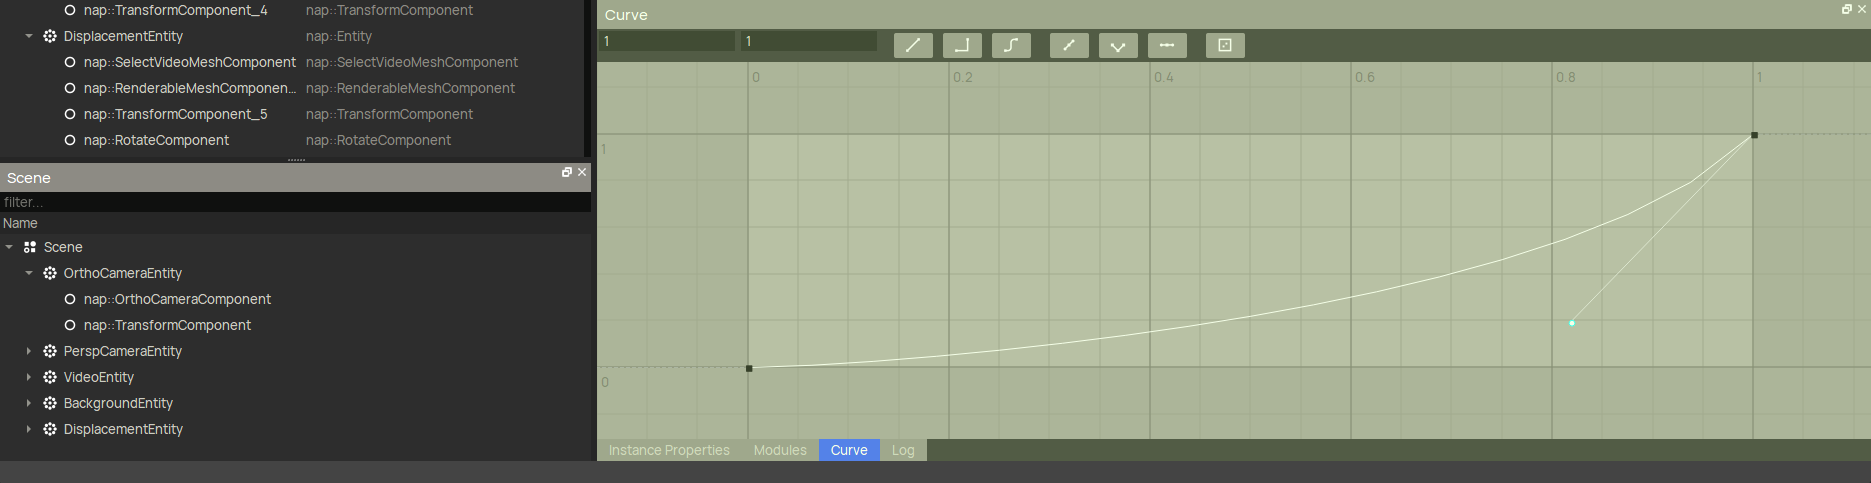 nap::TransformComponent_4 nap::TransformComponent
DisplacementEntity nap::Entity
nap::SelectVideoMeshComponent nap::SelectVideoMeshComponent
nap::RenderableMeshComponen... nap::RenderableMeshComponent
nap::TransformComponent_5 nap::TransformComponent
nap::RotateComponent nap::RotateComponent
Scene
filter...
Name
Scene
OrthoCameraEntity
nap::OrthoCameraComponent
nap::TransformComponent
PerspCameraEntity
VideoEntity
BackgroundEntity
DisplacementEntity
Curve
1 1
0 0.2 0.4 0.6 0.8 1
1
0
Instance Properties Modules Curve Log